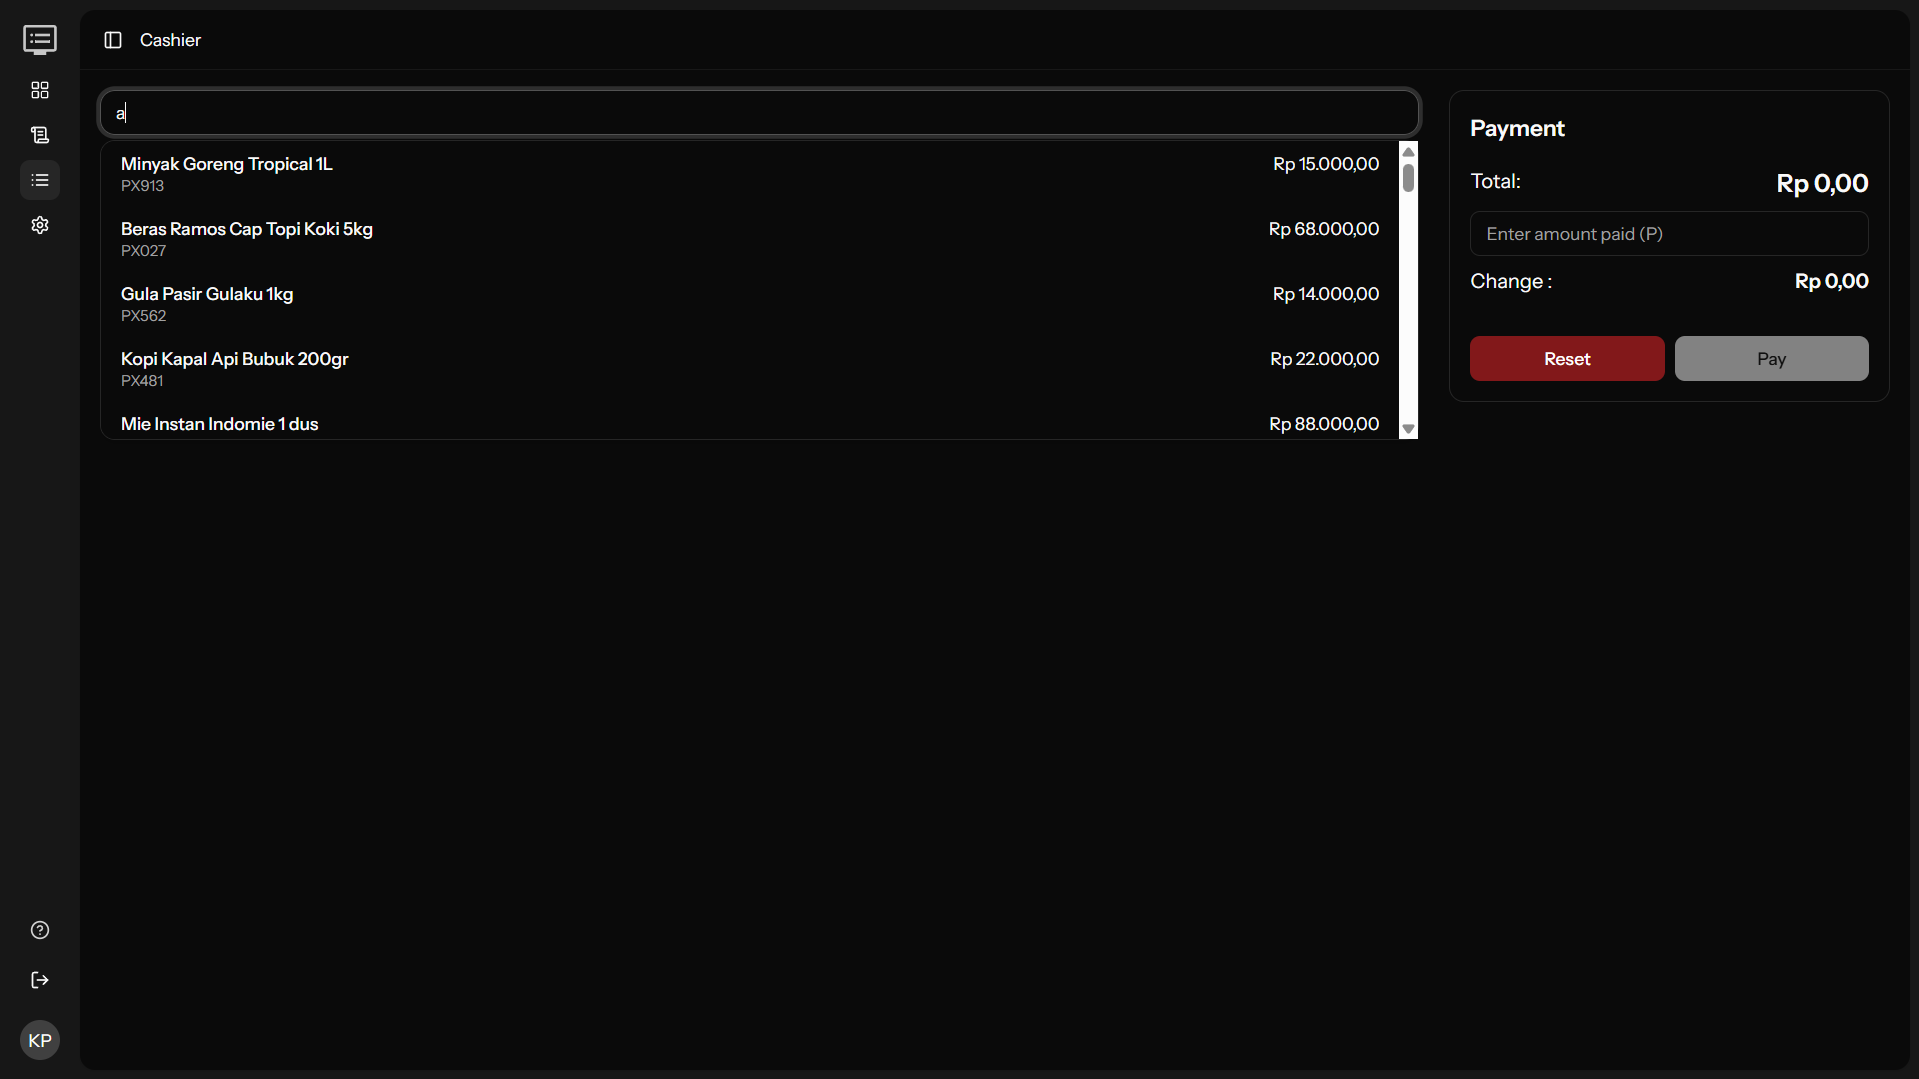 Cashier
a
Minyak Goreng Tropical 1L
Rp 15.000,00
PX913
Beras Ramos Cap Topi Koki 5kg
Rp 68.000,00
PX027
Gula Pasir Gulaku 1kg
Rp 14.000,00
PX562
Kopi Kapal Api Bubuk 200gr
Rp 22.000,00
PX481
Mie Instan Indomie 1 dus
Rp 88.000,00
Payment
Total:
Rp 0,00
Enter amount paid (P)
Change :
Rp 0,00
Reset
Pay
KP